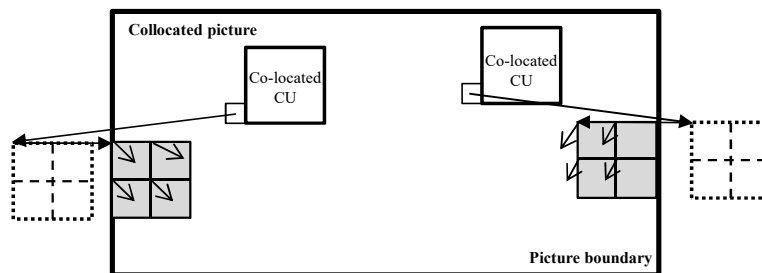 Collocated picture
Co-located
CU
Co-located
CU
Picture boundary